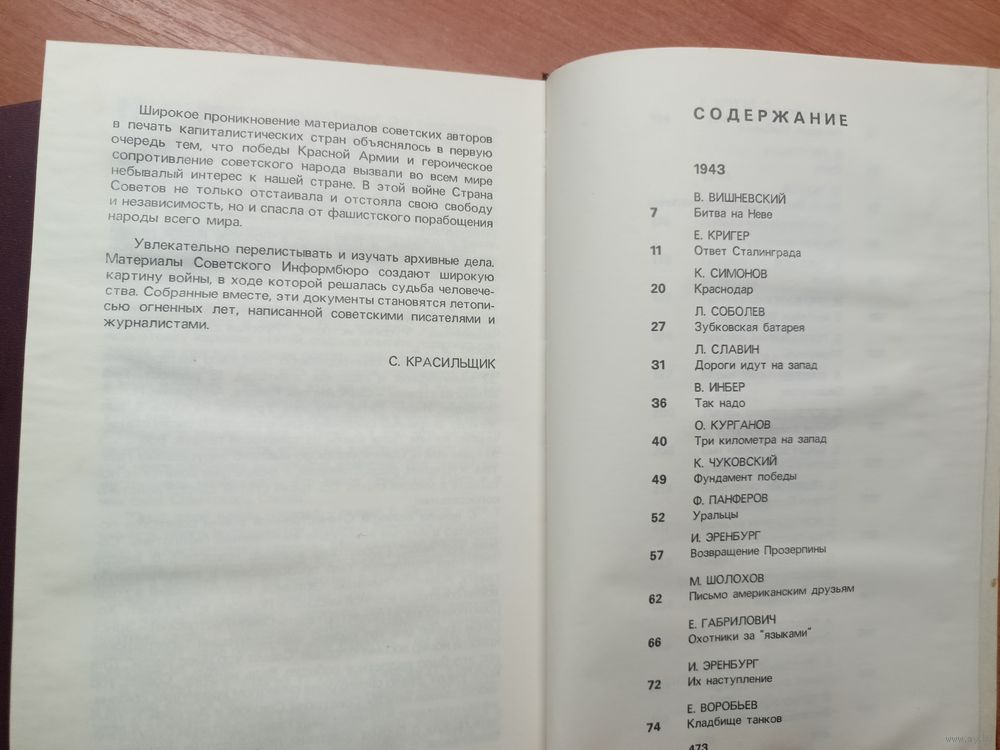 Широкое проникновение материалов советских авторов
в печать капиталистических стран объяснялось в первую
очередь тем, что победы Красной Армии и героическое
сопротивление советского народа вызвали во всем мире
небывалый интерес к нашей стране. В этой войне Страна
Советов не только отстаивала и отстояла свою свободу
и независимость, но и спасла от фашистского порабощения
народы всего мира.
Увлекательно перелистывать и изучать архивные дела.
Материалы Советского Информбюро создают широкую
картину войны, в ходе которой решалась судьба человече-
ства. Собранные вместе, эти документы становятся летопи-
сью огненных лет, написанной советскими писателями и
журналистами.
С. КРАСИЛЬЩИК
СОДЕРЖАНИЕ
1943
В. ВИШНЕВСКИЙ
7 Битва на Неве
Е. КРИГЕР
11 Ответ Сталинграда
К. СИМОНОВ
20 Краснодар
Л. СОБОЛЕВ
27 Зубковская батарея
Л. СЛАВИН
31 Дороги идут на запад
В. ИНБЕР
36 Так надо
О. КУРГАНОВ
40 Три километра на запад
К. ЧУКОВСКИЙ
49 Фундамент победы
Ф. ПАНФЕРОВ
52 Уральцы
И. ЭРЕНБУРГ
57 Возвращение Прозерпины
М. ШОЛОХОВ
62 Письмо американским друзьям
Е. ГАБРИЛОВИЧ
66 Охотники за "языками"
И. ЭРЕНБУРГ
72 Их наступление
Е. ВОРОБЬЕВ
74 Кладбище танков
473